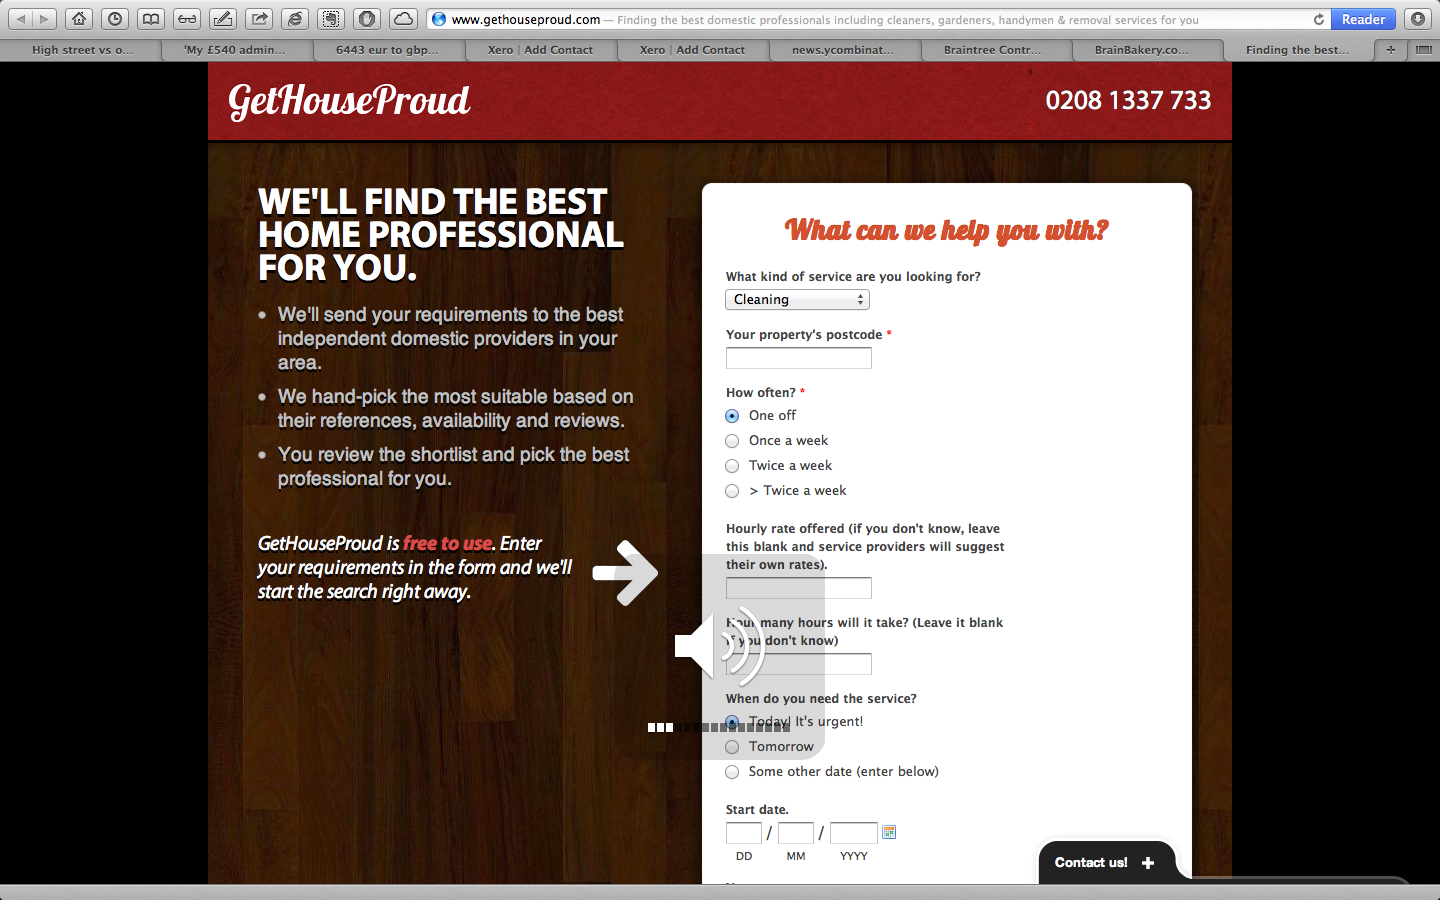 www.gethouseproud.com — Finding the best domestic professionals including cleaners, gardeners, handymen & removal services for you
Reader
High street vs o...
'My £540 admin...
6443 eur to gbp...
Xero | Add Contact
Xero | Add Contact
news.ycombinat...
Braintree Contr...
BrainBakery.co...
Finding the best...
GetHouseProud
0208 1337 733
WE'LL FIND THE BEST
HOME PROFESSIONAL
FOR YOU.
• We'll send your requirements to the best
independent domestic providers in your
area.
• We hand-pick the most suitable based on
their references, availability and reviews.
• You review the shortlist and pick the best
professional for you.
GetHouseProud is free to use. Enter
your requirements in the form and we'll
start the search right away.
What can we help you with?
What kind of service are you looking for?
Cleaning
Your property's postcode *
How often? *
One off
Once a week
Twice a week
> Twice a week
Hourly rate offered (if you don't know, leave
this blank and service providers will suggest
their own rates).
How many hours will it take? (Leave it blank
if you don't know)
When do you need the service?
Today! It's urgent!
Tomorrow
Some other date (enter below)
Start date.
/ /
DD MM YYYY
Contact us! +